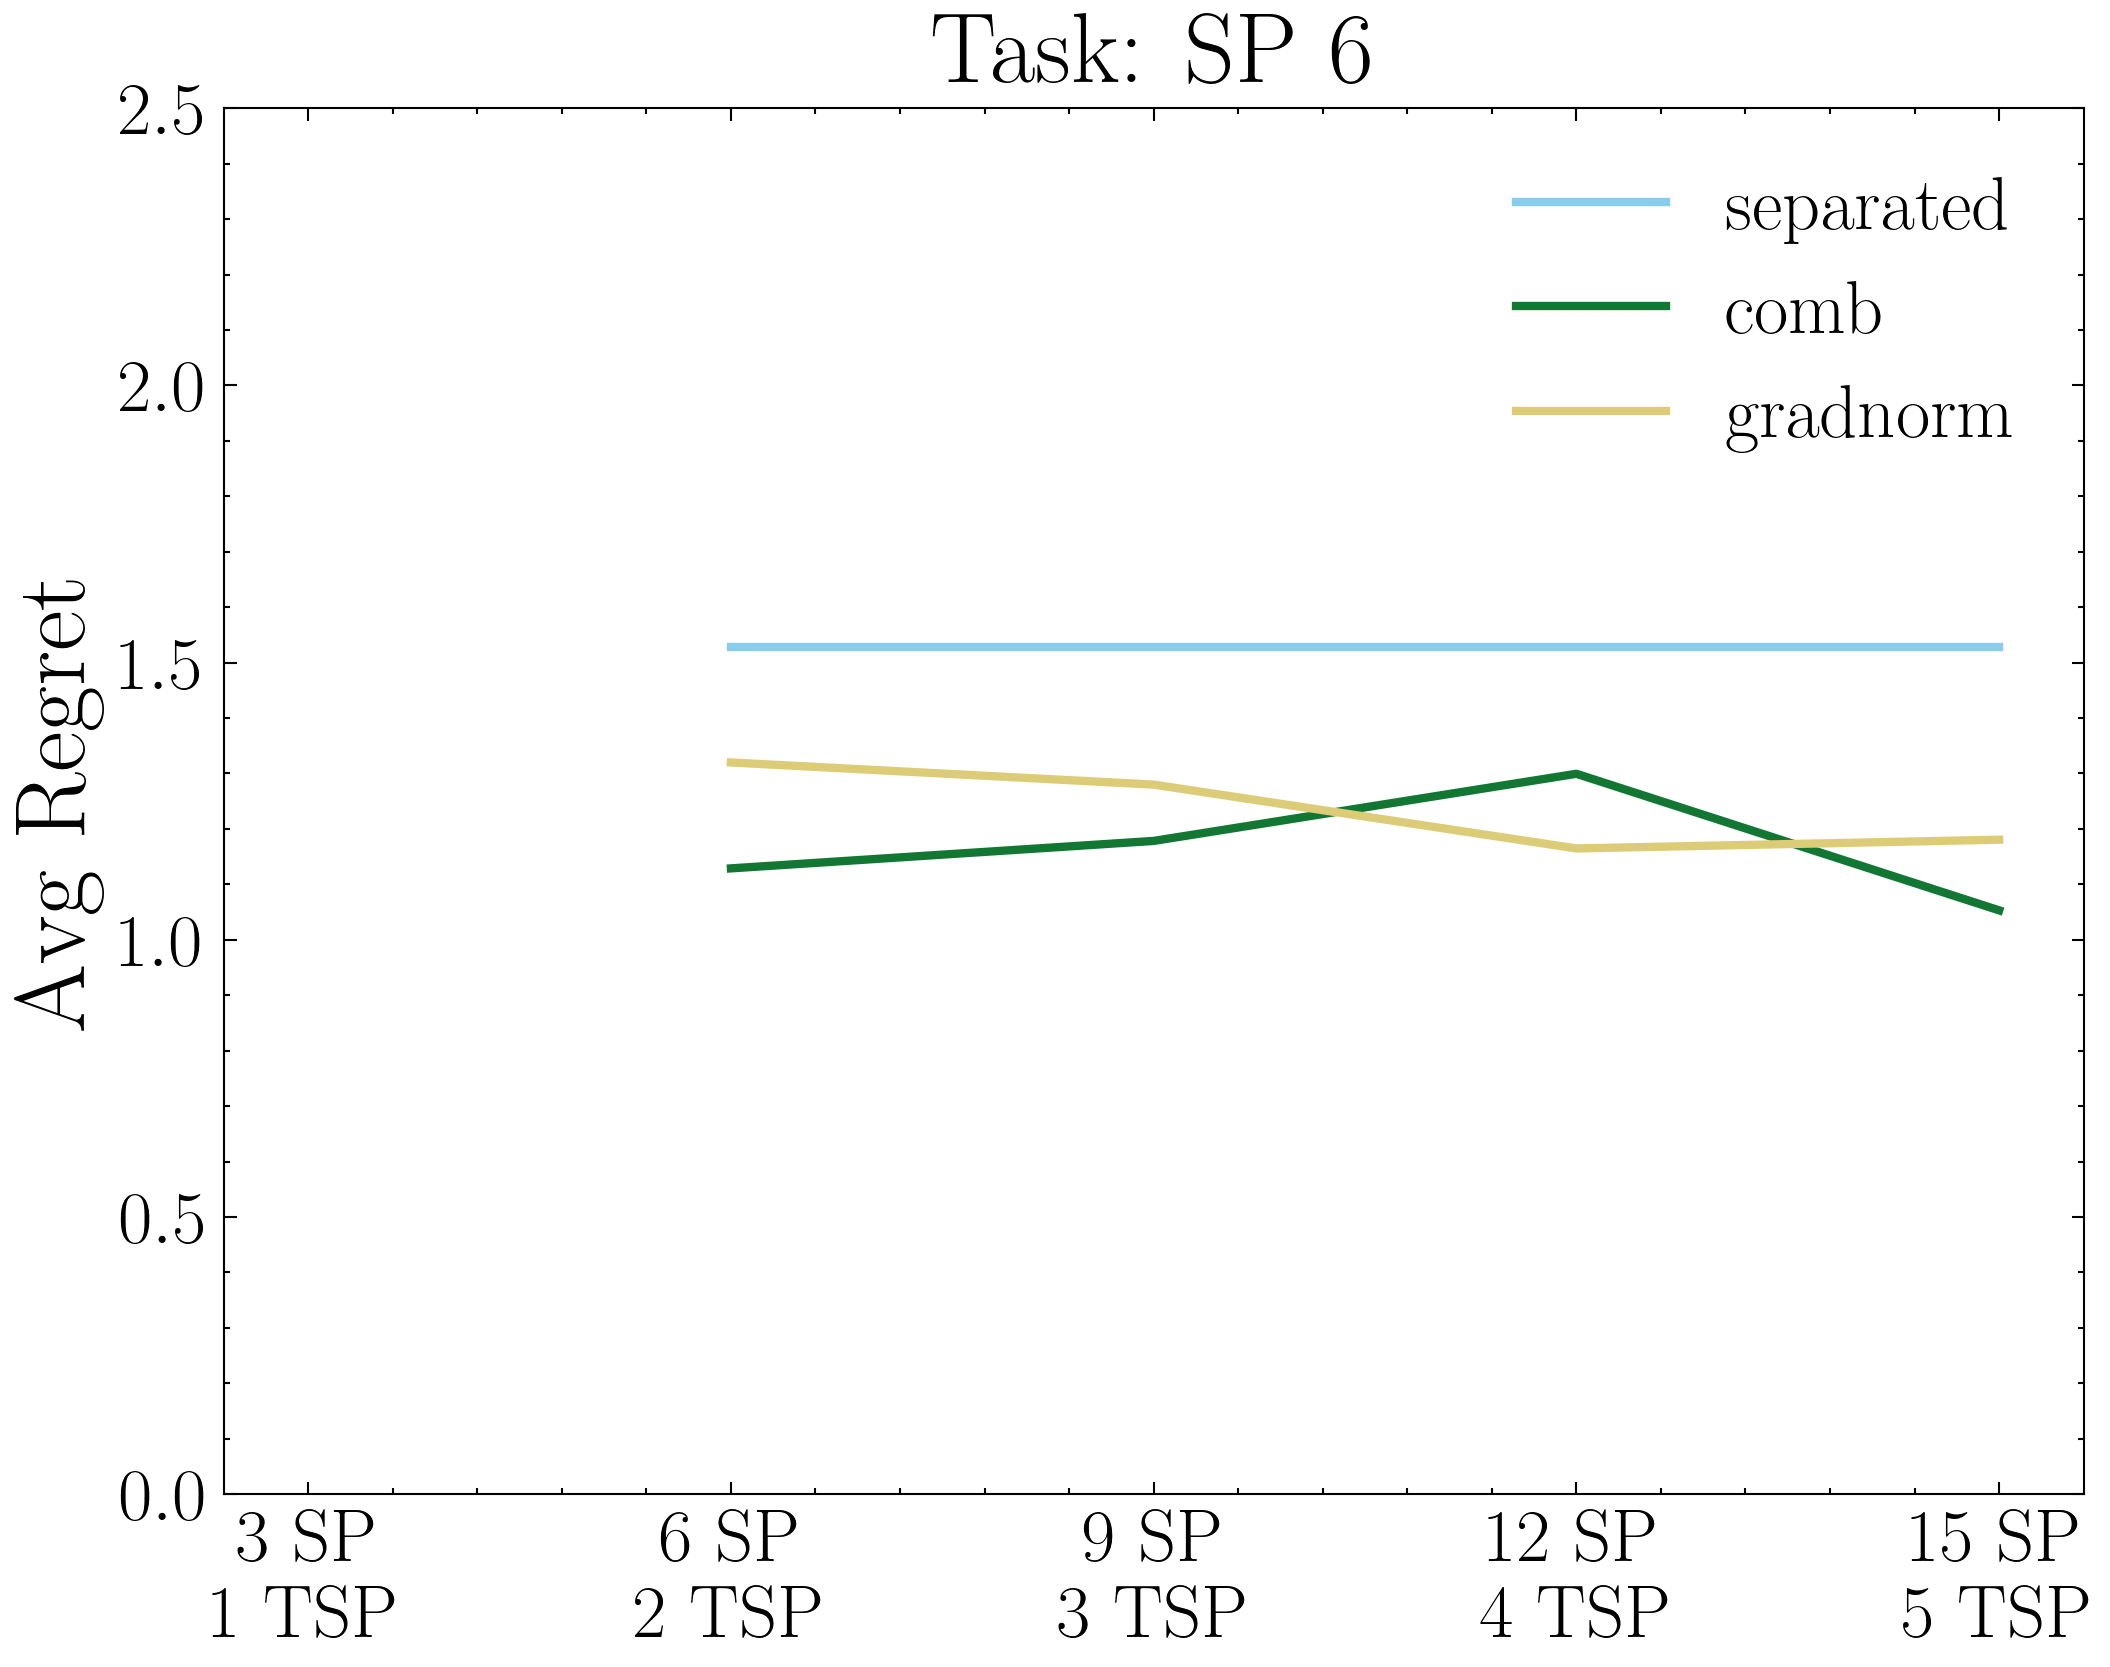 Task: SP 6
2.5
2.0
1.5
1.0
0.5
0.0
Avg Regret
separated
comb
gradnorm
3 SP
1 TSP
6 SP
2 TSP
9 SP
3 TSP
12 SP
4 TSP
15 SP
5 TSP